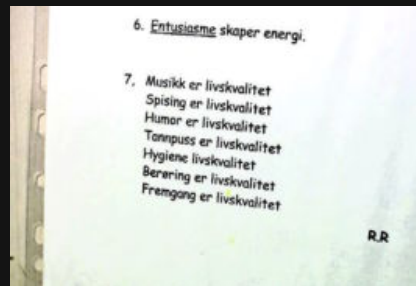 6. Entusiasme skaper energi.
7. Musikk er livskvalitet
Spising er livskvalitet
Humor er livskvalitet
Tannpuss er livskvalitet
Hygiene livskvalitet
Berøring er livskvalitet
Fremgang er livskvalitet
R.R